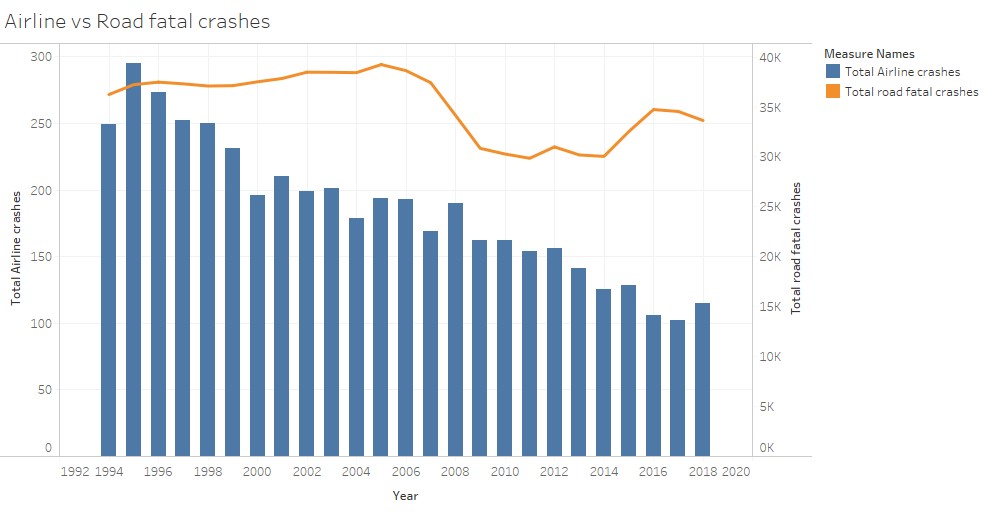 Airline vs Road fatal crashes
Measure Names
Total Airline crashes
Total road fatal crashes
Total Airline crashes
300
250
200
150
100
50
0
40K
35K
30K
25K
20K
15K
10K
5K
0K
Total road fatal crashes
1992 1994 1996 1998 2000 2002 2004 2006 2008 2010 2012 2014 2016 2018 2020
Year